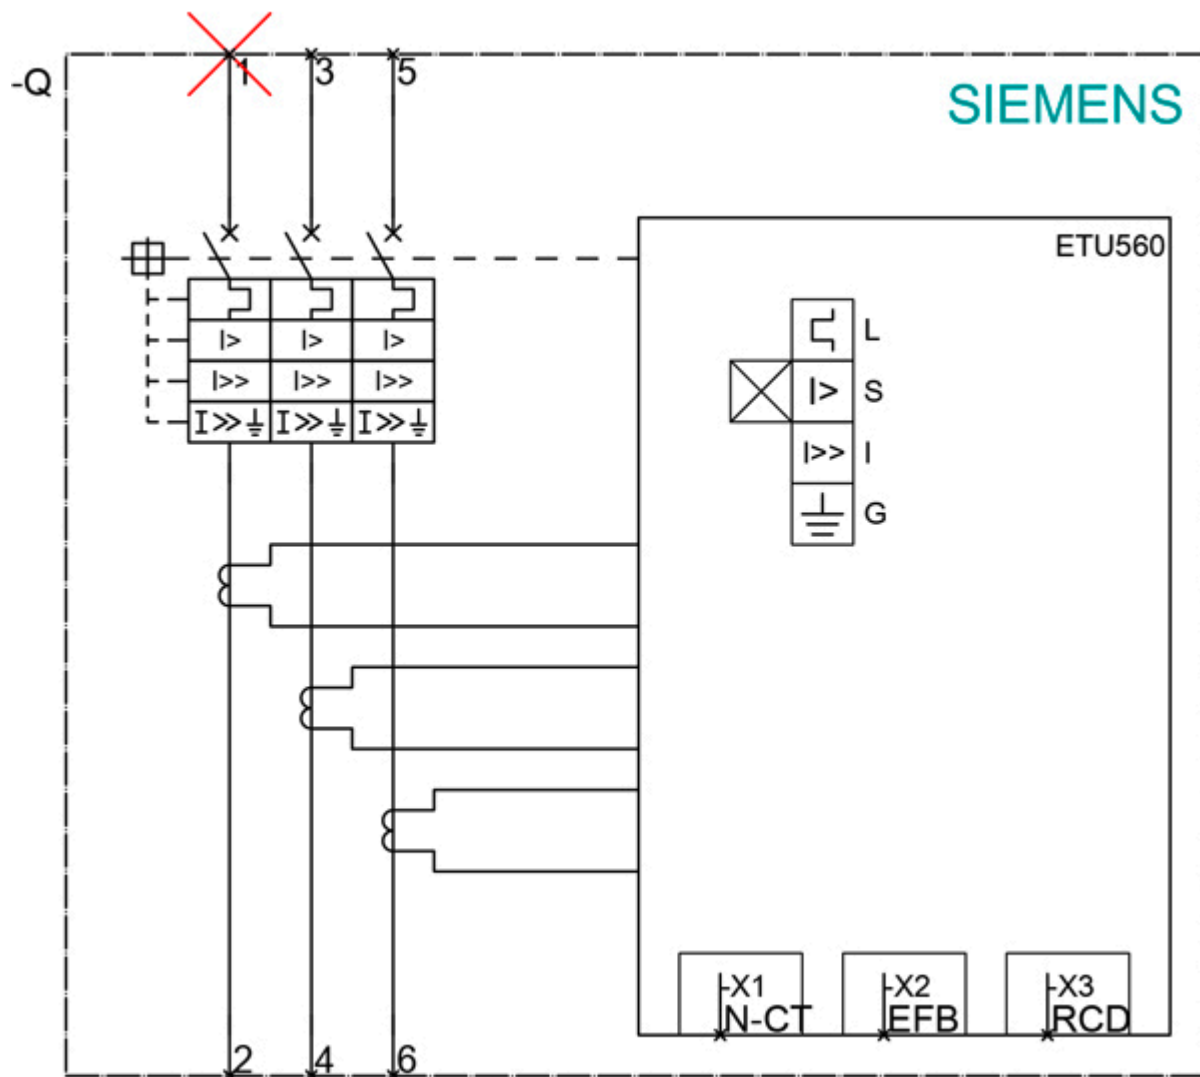 -Q
1 3 5
SIEMENS
ETU560
L
I> I> I>
I> S
I>> I>> I>>
I>> I
I>> I>> I>>
G
-X1 -X2 -X3
N-CT EFB RCD
2 4 6